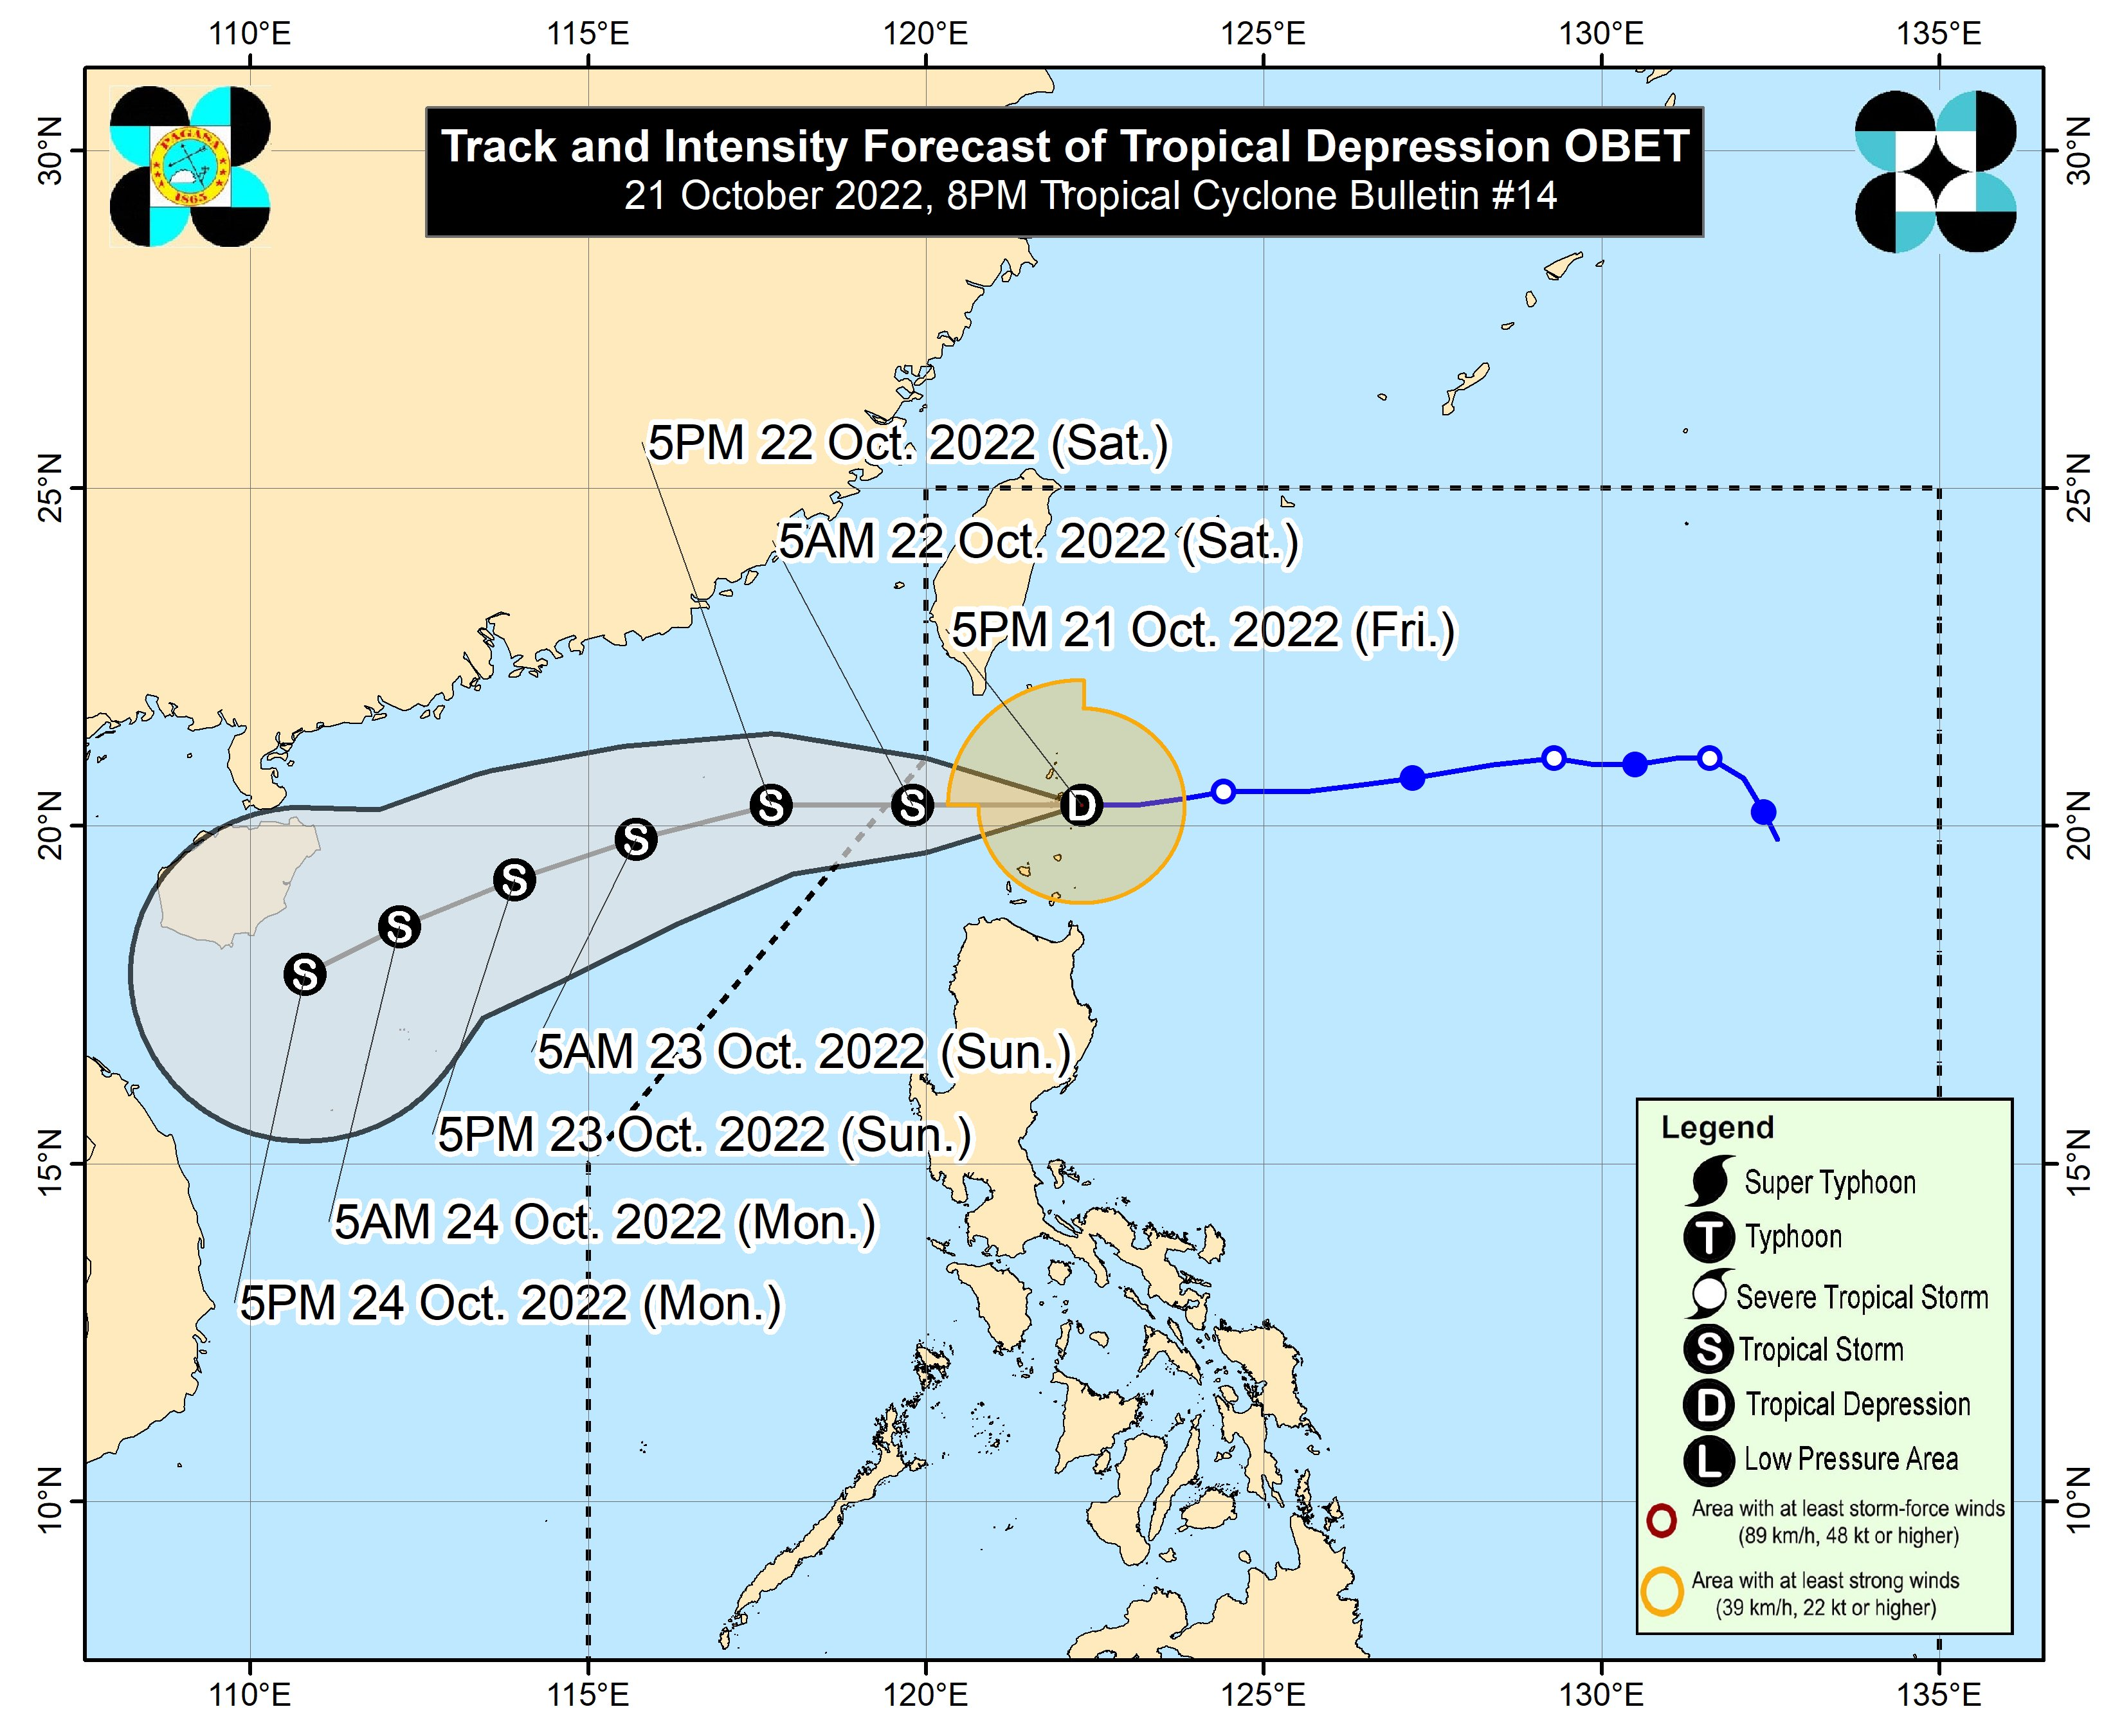 110°E 115°E 120°E 125°E 130°E 135°E
PAGASA
1865
Track and Intensity Forecast of Tropical Depression OBET
21 October 2022, 8PM Tropical Cyclone Bulletin #14
30°N 30°N
25°N 25°N
20°N 20°N
15°N 15°N
10°N 10°N
5PM 22 Oct. 2022 (Sat.)
5AM 22 Oct. 2022 (Sat.)
5PM 21 Oct. 2022 (Fri.)
S
S
D
S
S
S
S
5AM 23 Oct. 2022 (Sun.)
5PM 23 Oct. 2022 (Sun.)
5AM 24 Oct. 2022 (Mon.)
5PM 24 Oct. 2022 (Mon.)
Legend
Super Typhoon
T Typhoon
Severe Tropical Storm
S Tropical Storm
D Tropical Depression
L Low Pressure Area
Area with at least storm-force winds
(89 km/h, 48 kt or higher)
Area with at least strong winds
(39 km/h, 22 kt or higher)
110°E 115°E 120°E 125°E 130°E 135°E